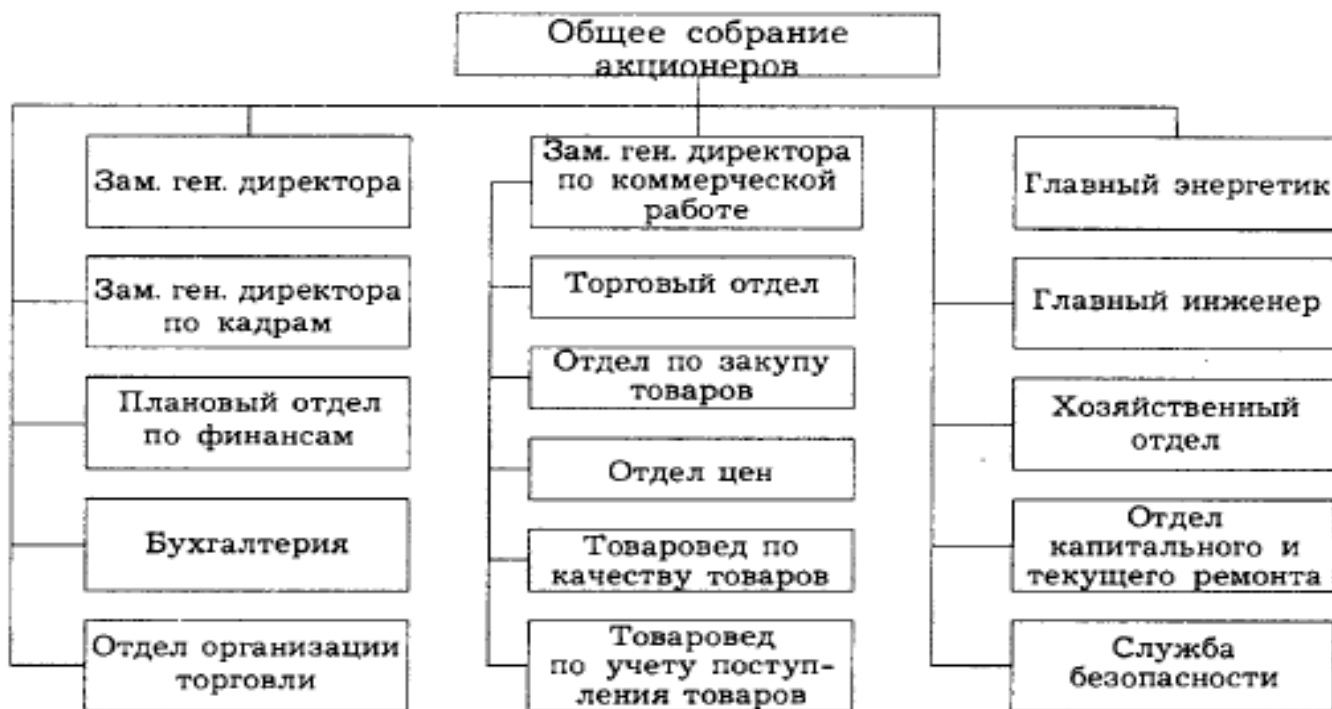 Общее собрание
акционеров
Зам. ген. директора
Зам. ген. директора
по кадрам
Плановый отдел
по финансам
Бухгалтерия
Отдел организации
торговли
Зам. ген. директора
по коммерческой
работе
Торговый отдел
Отдел по закупу
товаров
Отдел цен
Товаровед по
качеству товаров
Товаровед
по учету поступ-
ления товаров
Главный энергетик
Главный инженер
Хозяйственный
отдел
Отдел
капитального и
текущего ремонта
Служба
безопасности